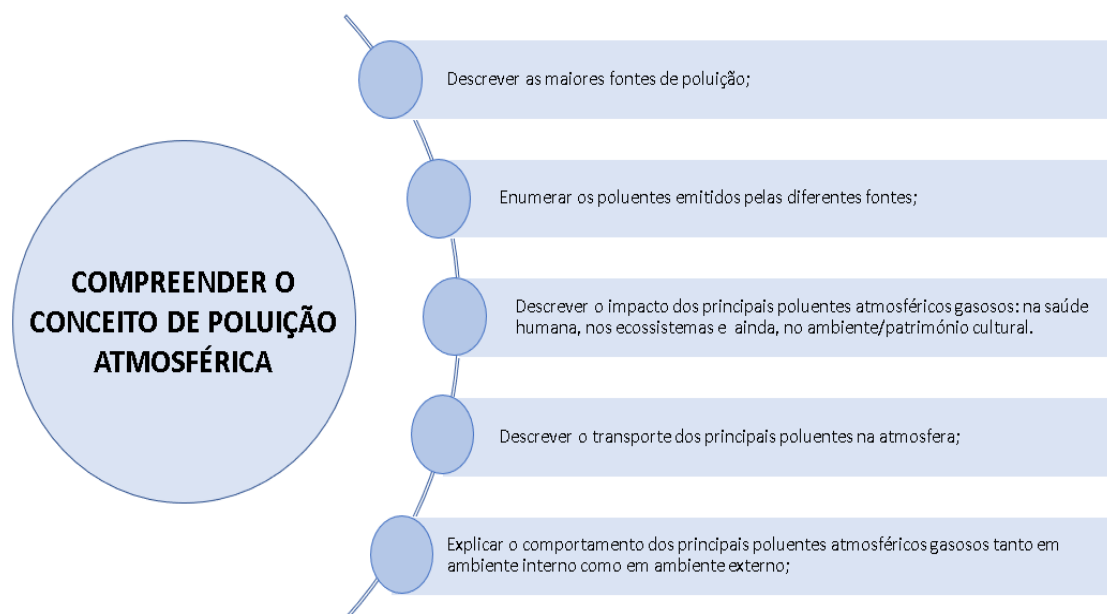 COMPREENDER O
CONCEITO DE POLUIÇÃO
ATMOSFÉRICA
Descrever as maiores fontes de poluição;
Enumerar os poluentes emitidos pelas diferentes fontes;
Descrever o impacto dos principais poluentes atmosféricos gasosos: na saúde
humana, nos ecossistemas e ainda, no ambiente/património cultural.
Descrever o transporte dos principais poluentes na atmosfera;
Explicar o comportamento dos principais poluentes atmosféricos gasosos tanto em
ambiente interno como em ambiente externo;